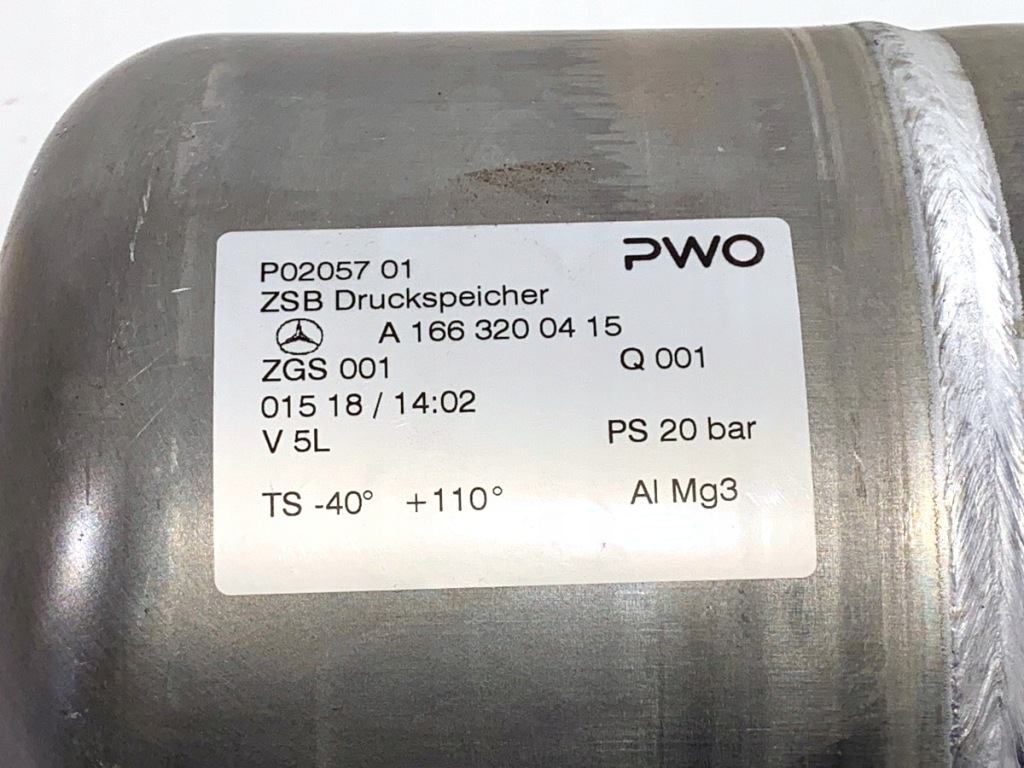 PWO
P02057 01
ZSB Druckspeicher
A 166 320 04 15
ZGS 001 Q 001
015 18 / 14:02
V 5L PS 20 bar
TS -40° +110° Al Mg3